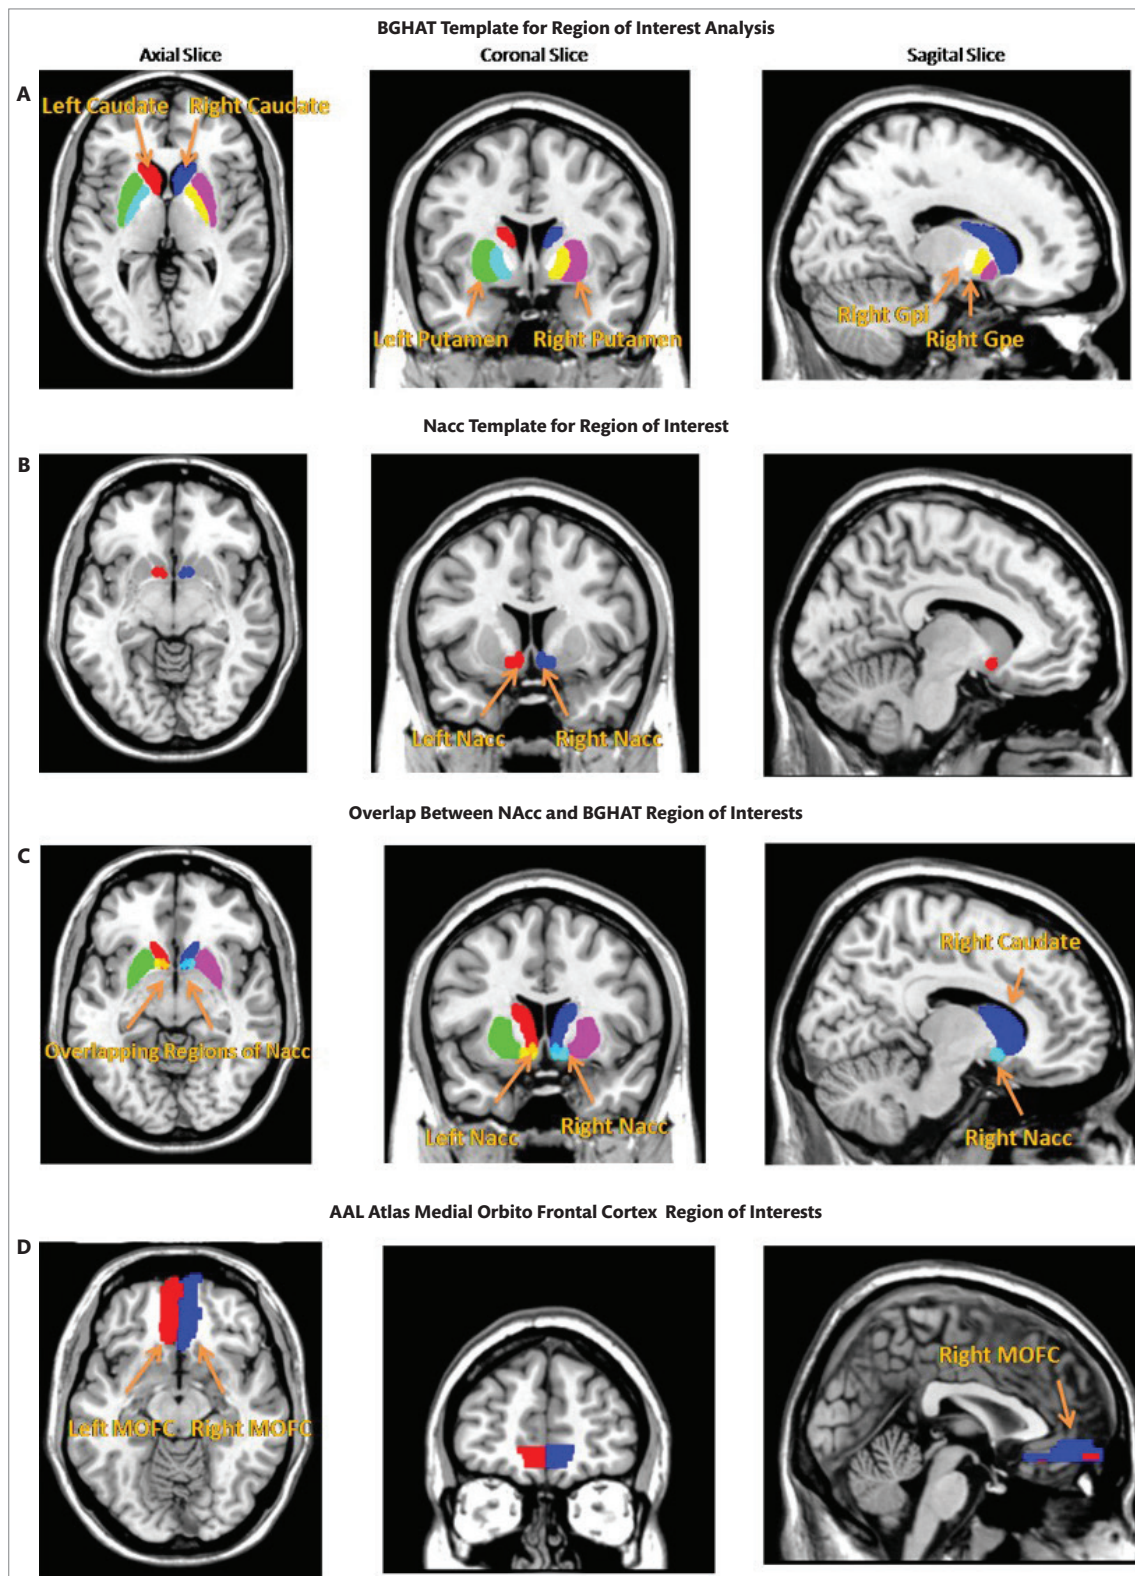 BGHAT Template for Region of Interest Analysis
Axial Slice
Coronal Slice
Sagital Slice
A
Left Caudate
Right Caudate
Left Putamen
Right Putamen
Right Gpi
Right Gpe
Nacc Template for Region of Interest
B
Left Nacc
Right Nacc
Overlap Between NAcc and BGHAT Region of Interests
C
Overlapping Regions of Nacc
Left Nacc
Right Nacc
Right Caudate
Right Nacc
AAL Atlas Medial Orbito Frontal Cortex Region of Interests
D
Left MOFC
Right MOFC
Right MOFC